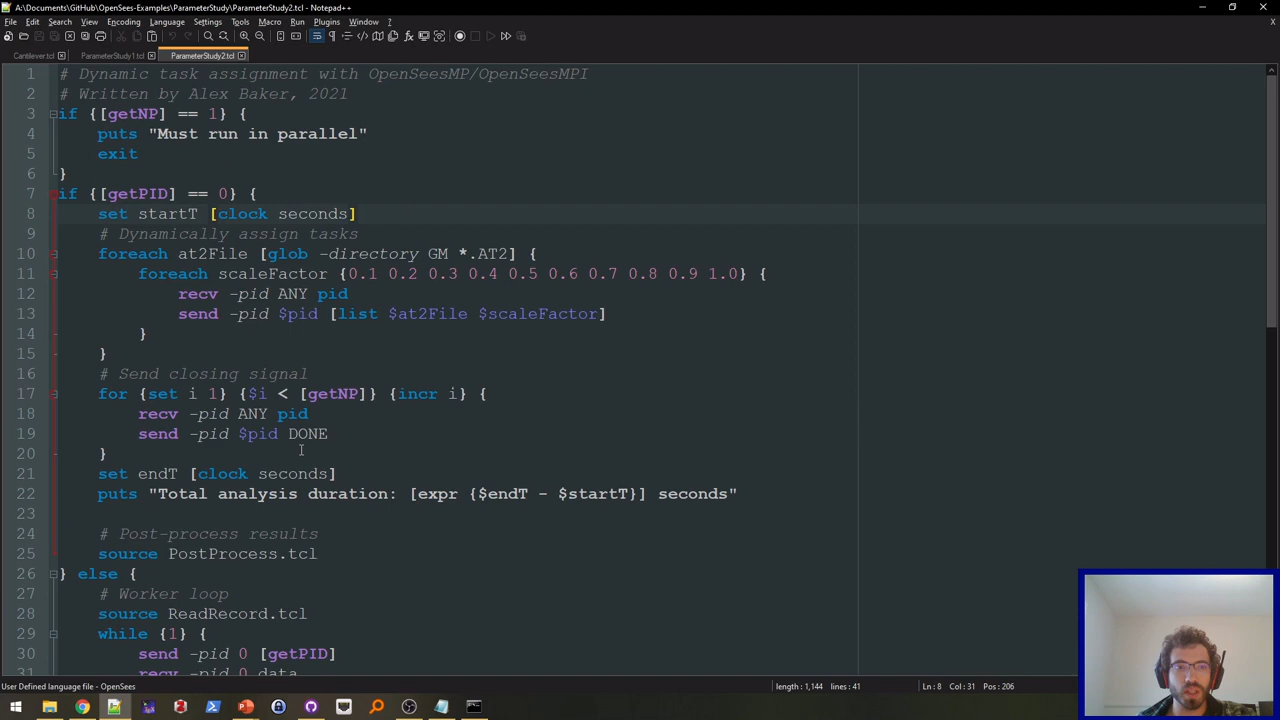 A:\Documents\GitHub\OpenSees-Examples\ParameterStudy\ParameterStudy2.tcl - Notepad++
File Edit Search View Encoding Language Settings Tools Macro Run Plugins Window ?
X
Cantilever.tcl ParameterStudy1.tcl ParameterStudy2.tcl
1 # Dynamic task assignment with OpenSeesMP/OpenSeesMPI
2 # Written by Alex Baker, 2021
3 if {[getNP] == 1} {
4 puts "Must run in parallel"
5 exit
6 }
7 if {[getPID] == 0} {
8 set startT [clock seconds]
9 # Dynamically assign tasks
10 foreach at2File [glob -directory GM *.AT2] {
11 foreach scaleFactor {0.1 0.2 0.3 0.4 0.5 0.6 0.7 0.8 0.9 1.0} {
12 recv -pid ANY pid
13 send -pid $pid [list $at2File $scaleFactor]
14 }
15 }
16 # Send closing signal
17 for {set i 1} {$i < [getNP]} {incr i} {
18 recv -pid ANY pid
19 send -pid $pid DONE
20 }
21 set endT [clock seconds]
22 puts "Total analysis duration: [expr {$endT - $startT}] seconds"
23
24 # Post-process results
25 source PostProcess.tcl
26 } else {
27 # Worker loop
28 source ReadRecord.tcl
29 while {1} {
30 send -pid 0 [getPID]
31 recv -pid 0 data
User Defined language file - OpenSees length : 1,144 lines : 41 Ln : 8 Col : 31 Pos : 206